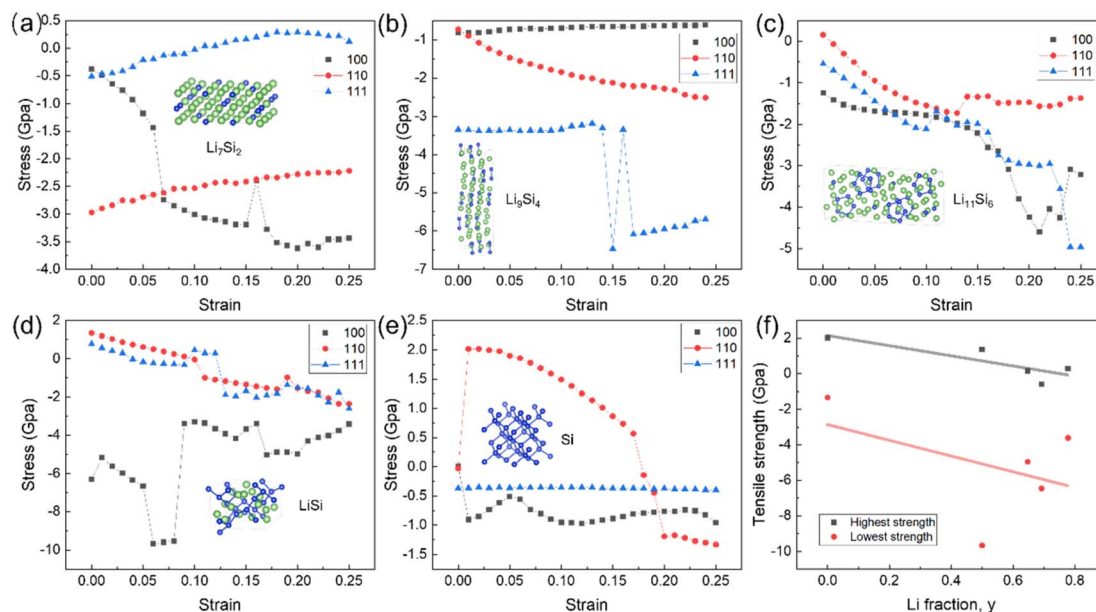 (a)
0.5
0.0
-0.5
-1.0
-1.5
-2.0
-2.5
-3.0
-3.5
-4.0
Stress (Gpa)
100
110
111
Li₇Si₂
0.00 0.05 0.10 0.15 0.20 0.25
Strain
(b)
-1
-2
-3
-4
-5
-6
-7
Stress (Gpa)
100
110
111
Li₉Si₄
0.00 0.05 0.10 0.15 0.20 0.25
Strain
(c)
0
-1
-2
-3
-4
-5
Stress (Gpa)
100
110
111
Li₁₁Si₆
0.00 0.05 0.10 0.15 0.20 0.25
Strain
(d)
2
0
-2
-4
-6
-8
-10
Stress (Gpa)
100
110
111
LiSi
0.00 0.05 0.10 0.15 0.20 0.25
Strain
(e)
2.5
2.0
1.5
1.0
0.5
0.0
-0.5
-1.0
-1.5
Stress (Gpa)
100
110
111
Si
0.00 0.05 0.10 0.15 0.20 0.25
Strain
(f)
2
0
-2
-4
-6
-8
-10
Tensile strength (Gpa)
Highest strength
Lowest strength
0.0 0.2 0.4 0.6 0.8
Li fraction, y